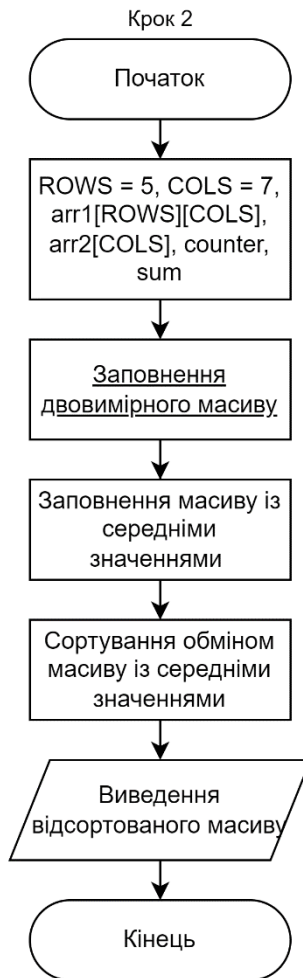 Крок 2
Початок
ROWS = 5, COLS = 7,
arr1[ROWS][COLS],
arr2[COLS], counter,
sum
Заповнення
двовимірного масиву
Заповнення масиву із
середніми
значеннями
Сортування обміном
масиву із середніми
значеннями
Виведення
відсортованого масиву
Кінець